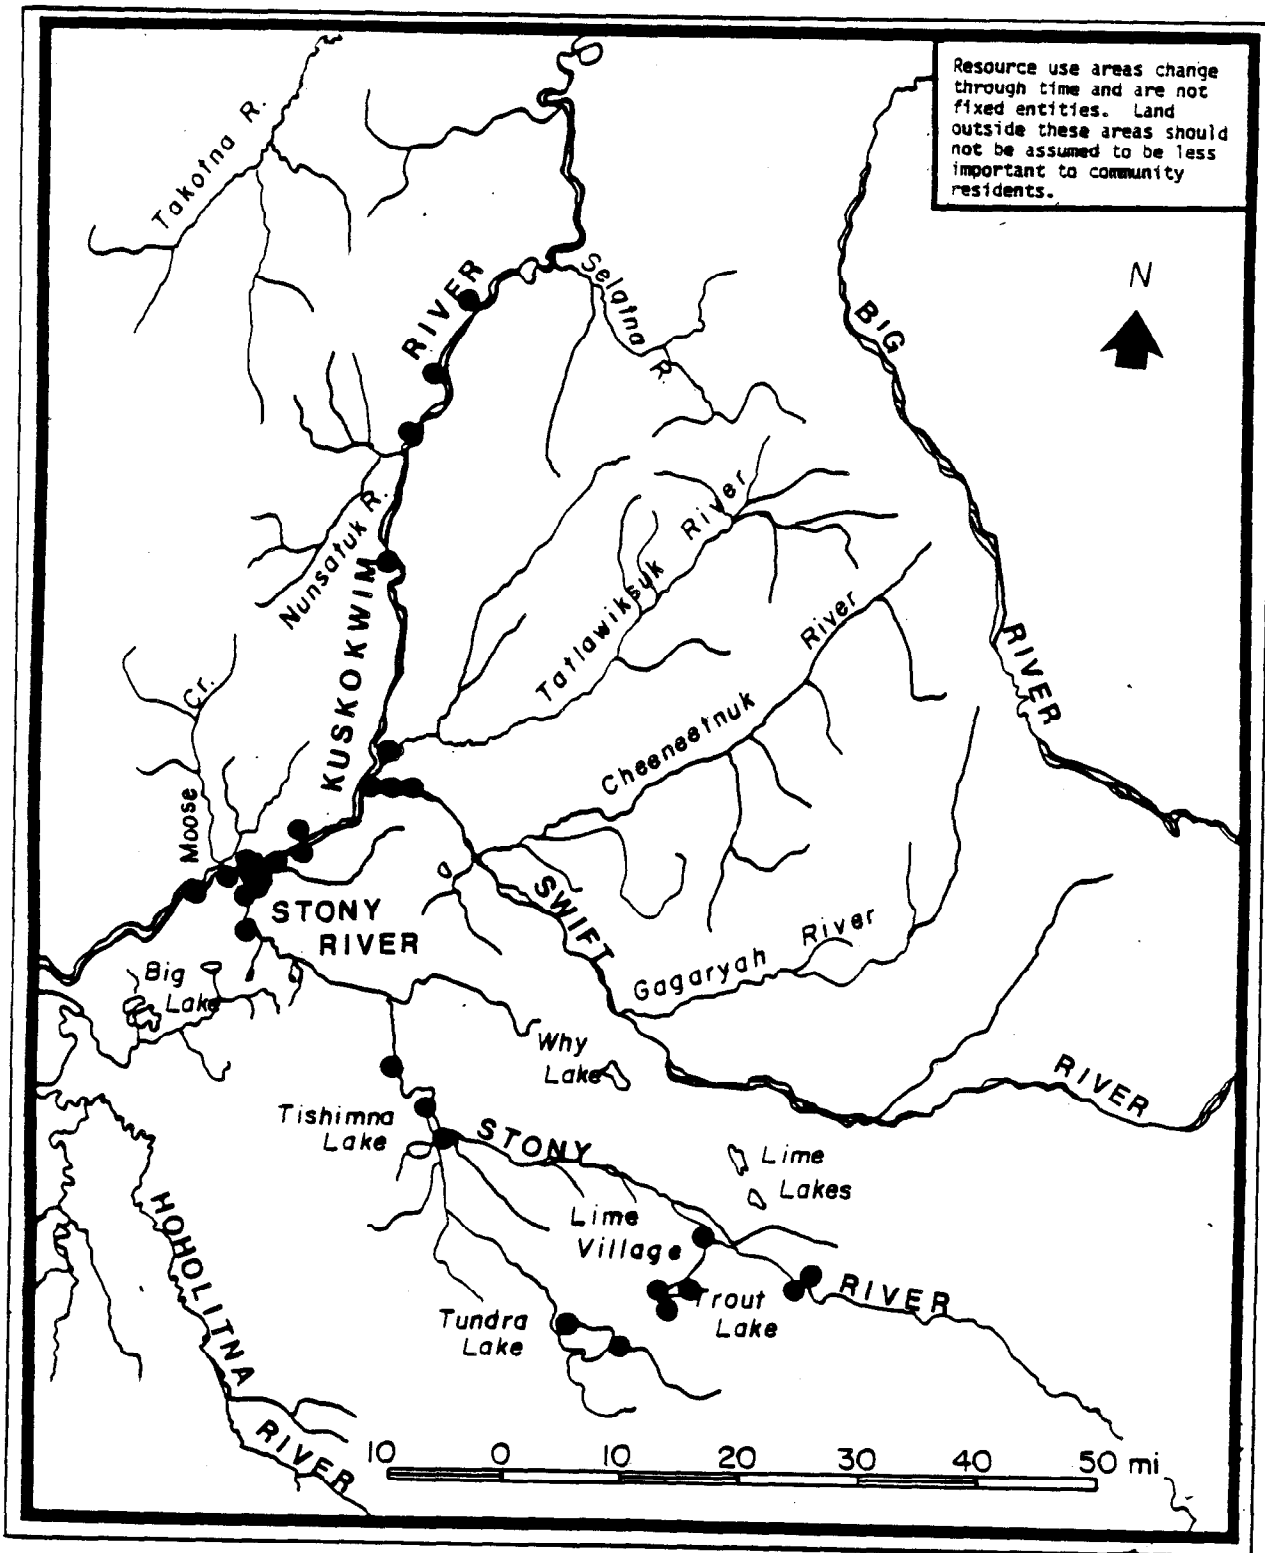 Resource use areas change
through time and are not
fixed entities. Land
outside these areas should
not be assumed to be less
important to community
residents.
N
Takotna R.
KUSKOKWIM RIVER
Selatna R.
BIG RIVER
Nunsatuk R.
Tatlawiksuk River
Cheeneetnuk River
Moose Cr.
STONY
RIVER
SWIFT RIVER
Gagaryah River
Big
Lake
Why
Lake
Tishimna
Lake
STONY RIVER
Lime
Lakes
Lime
Village
HOHOLITNA RIVER
Trout
Lake
Tundra
Lake
10 0 10 20 30 40 50 mi